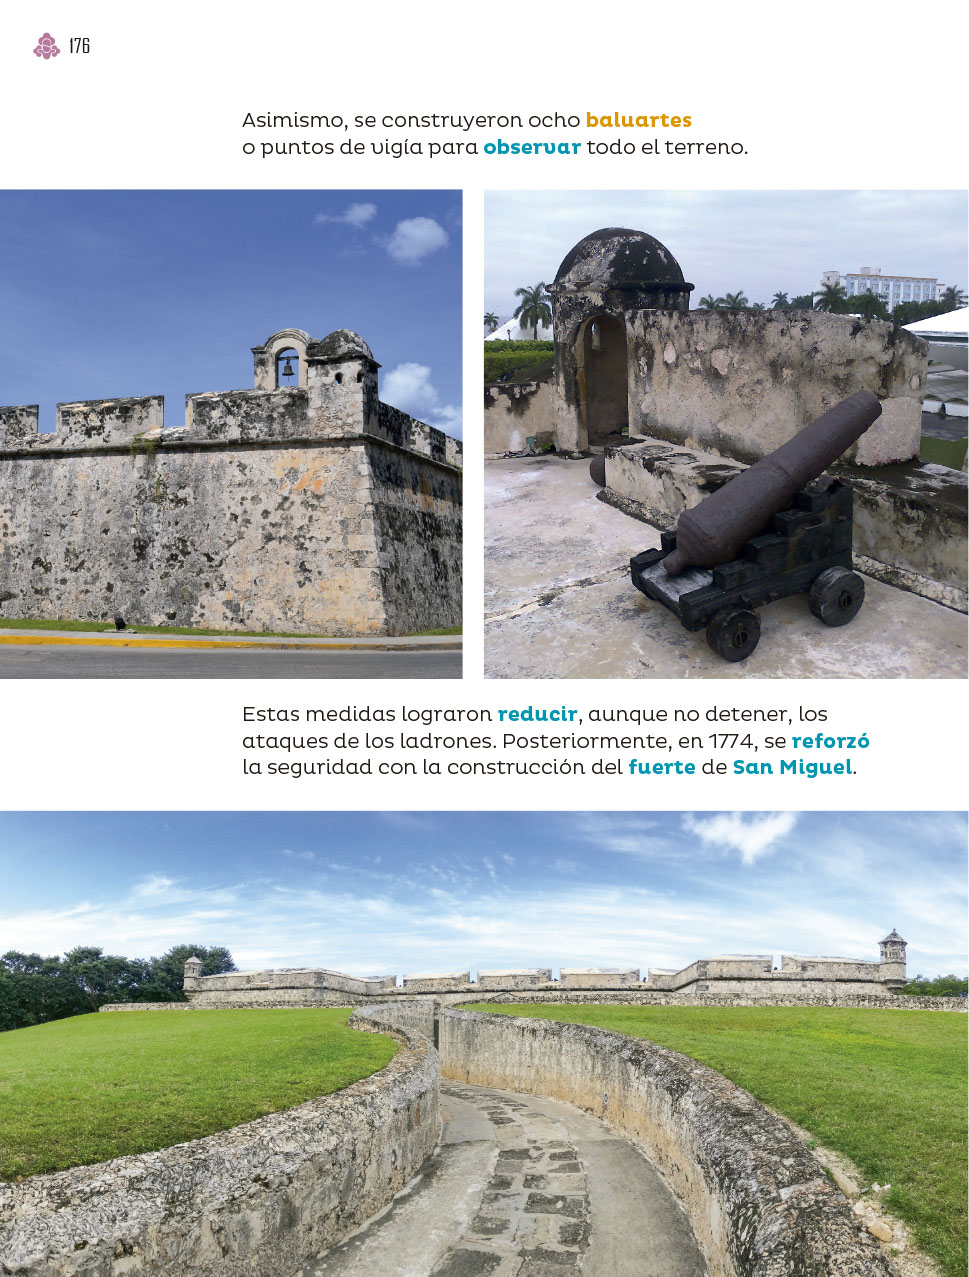 176
Asimismo, se construyeron ocho baluartes
o puntos de vigía para observar todo el terreno.
Estas medidas lograron reducir, aunque no detener, los
ataques de los ladrones. Posteriormente, en 1774, se reforzó
la seguridad con la construcción del fuerte de San Miguel.